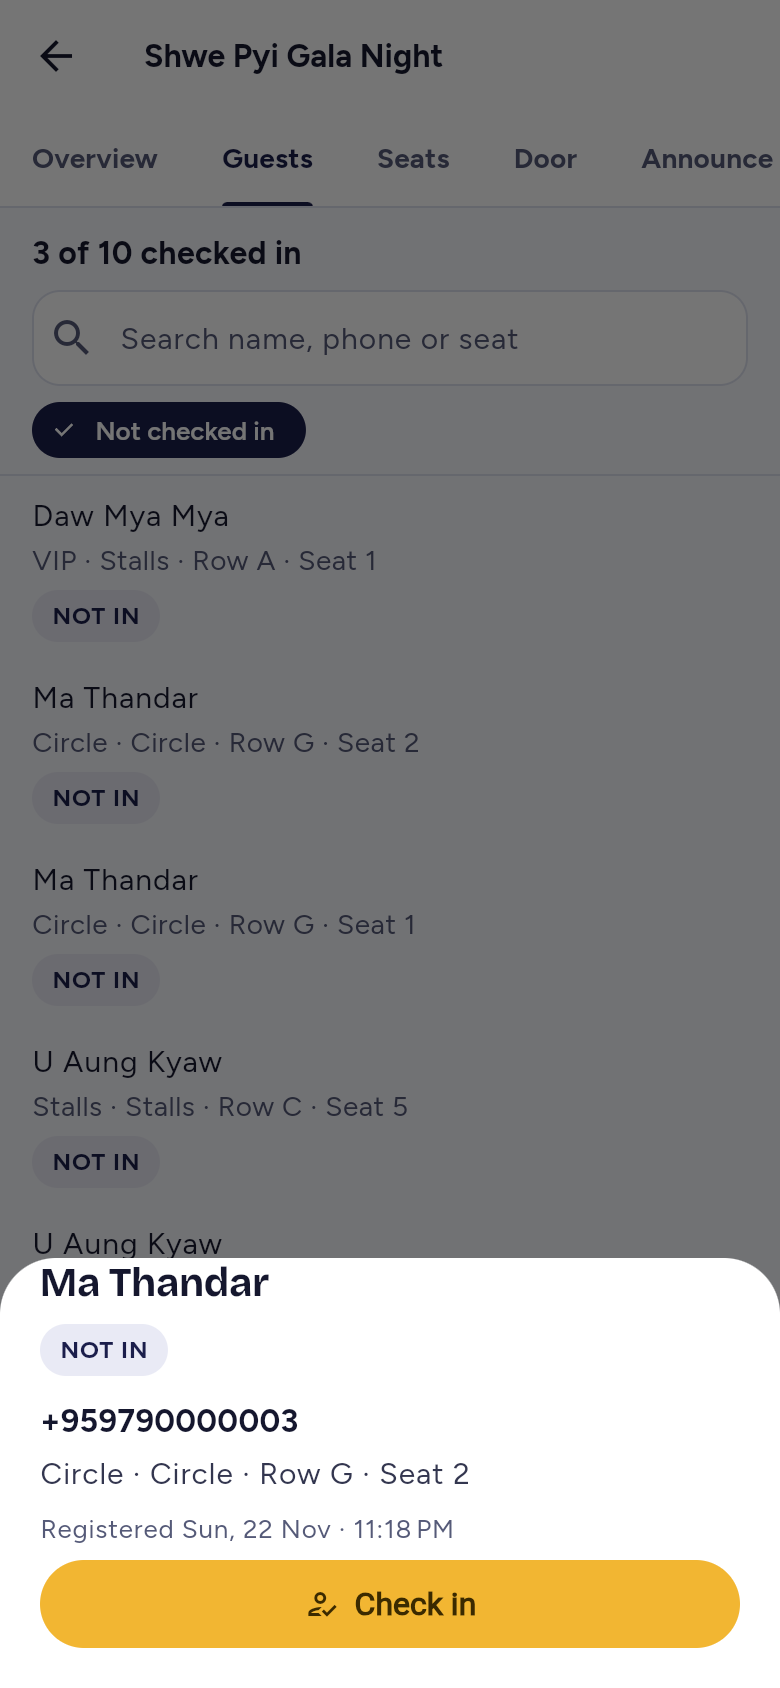 Shwe Pyi Gala Night
Overview Guests Seats Door Announce
3 of 10 checked in
Search name, phone or seat
Not checked in
Daw Mya Mya
VIP · Stalls · Row A · Seat 1
NOT IN
Ma Thandar
Circle · Circle · Row G · Seat 2
NOT IN
Ma Thandar
Circle · Circle · Row G · Seat 1
NOT IN
U Aung Kyaw
Stalls · Stalls · Row C · Seat 5
NOT IN
U Aung Kyaw
Ma Thandar
NOT IN
+959790000003
Circle · Circle · Row G · Seat 2
Registered Sun, 22 Nov · 11:18 PM
Check in